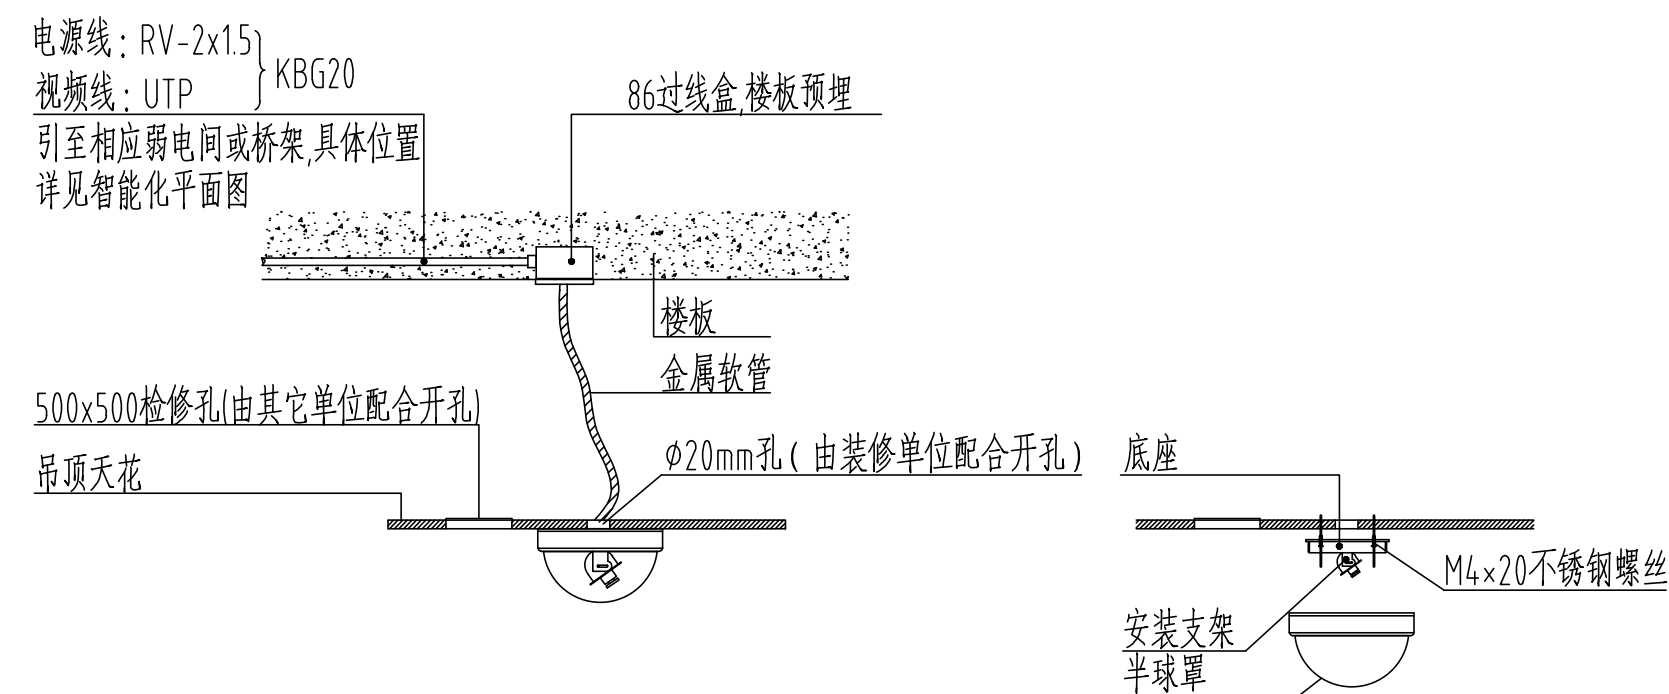 电源线：RV-2x1.5
视频线：UTP
KBG20
引至相应弱电间或桥架,具体位置
详见智能化平面图
86过线盒,楼板预埋
楼板
金属软管
500x500检修孔(由其它单位配合开孔)
吊顶天花
φ20mm孔(由装修单位配合开孔)
底座
M4×20不锈钢螺丝
安装支架
半球罩